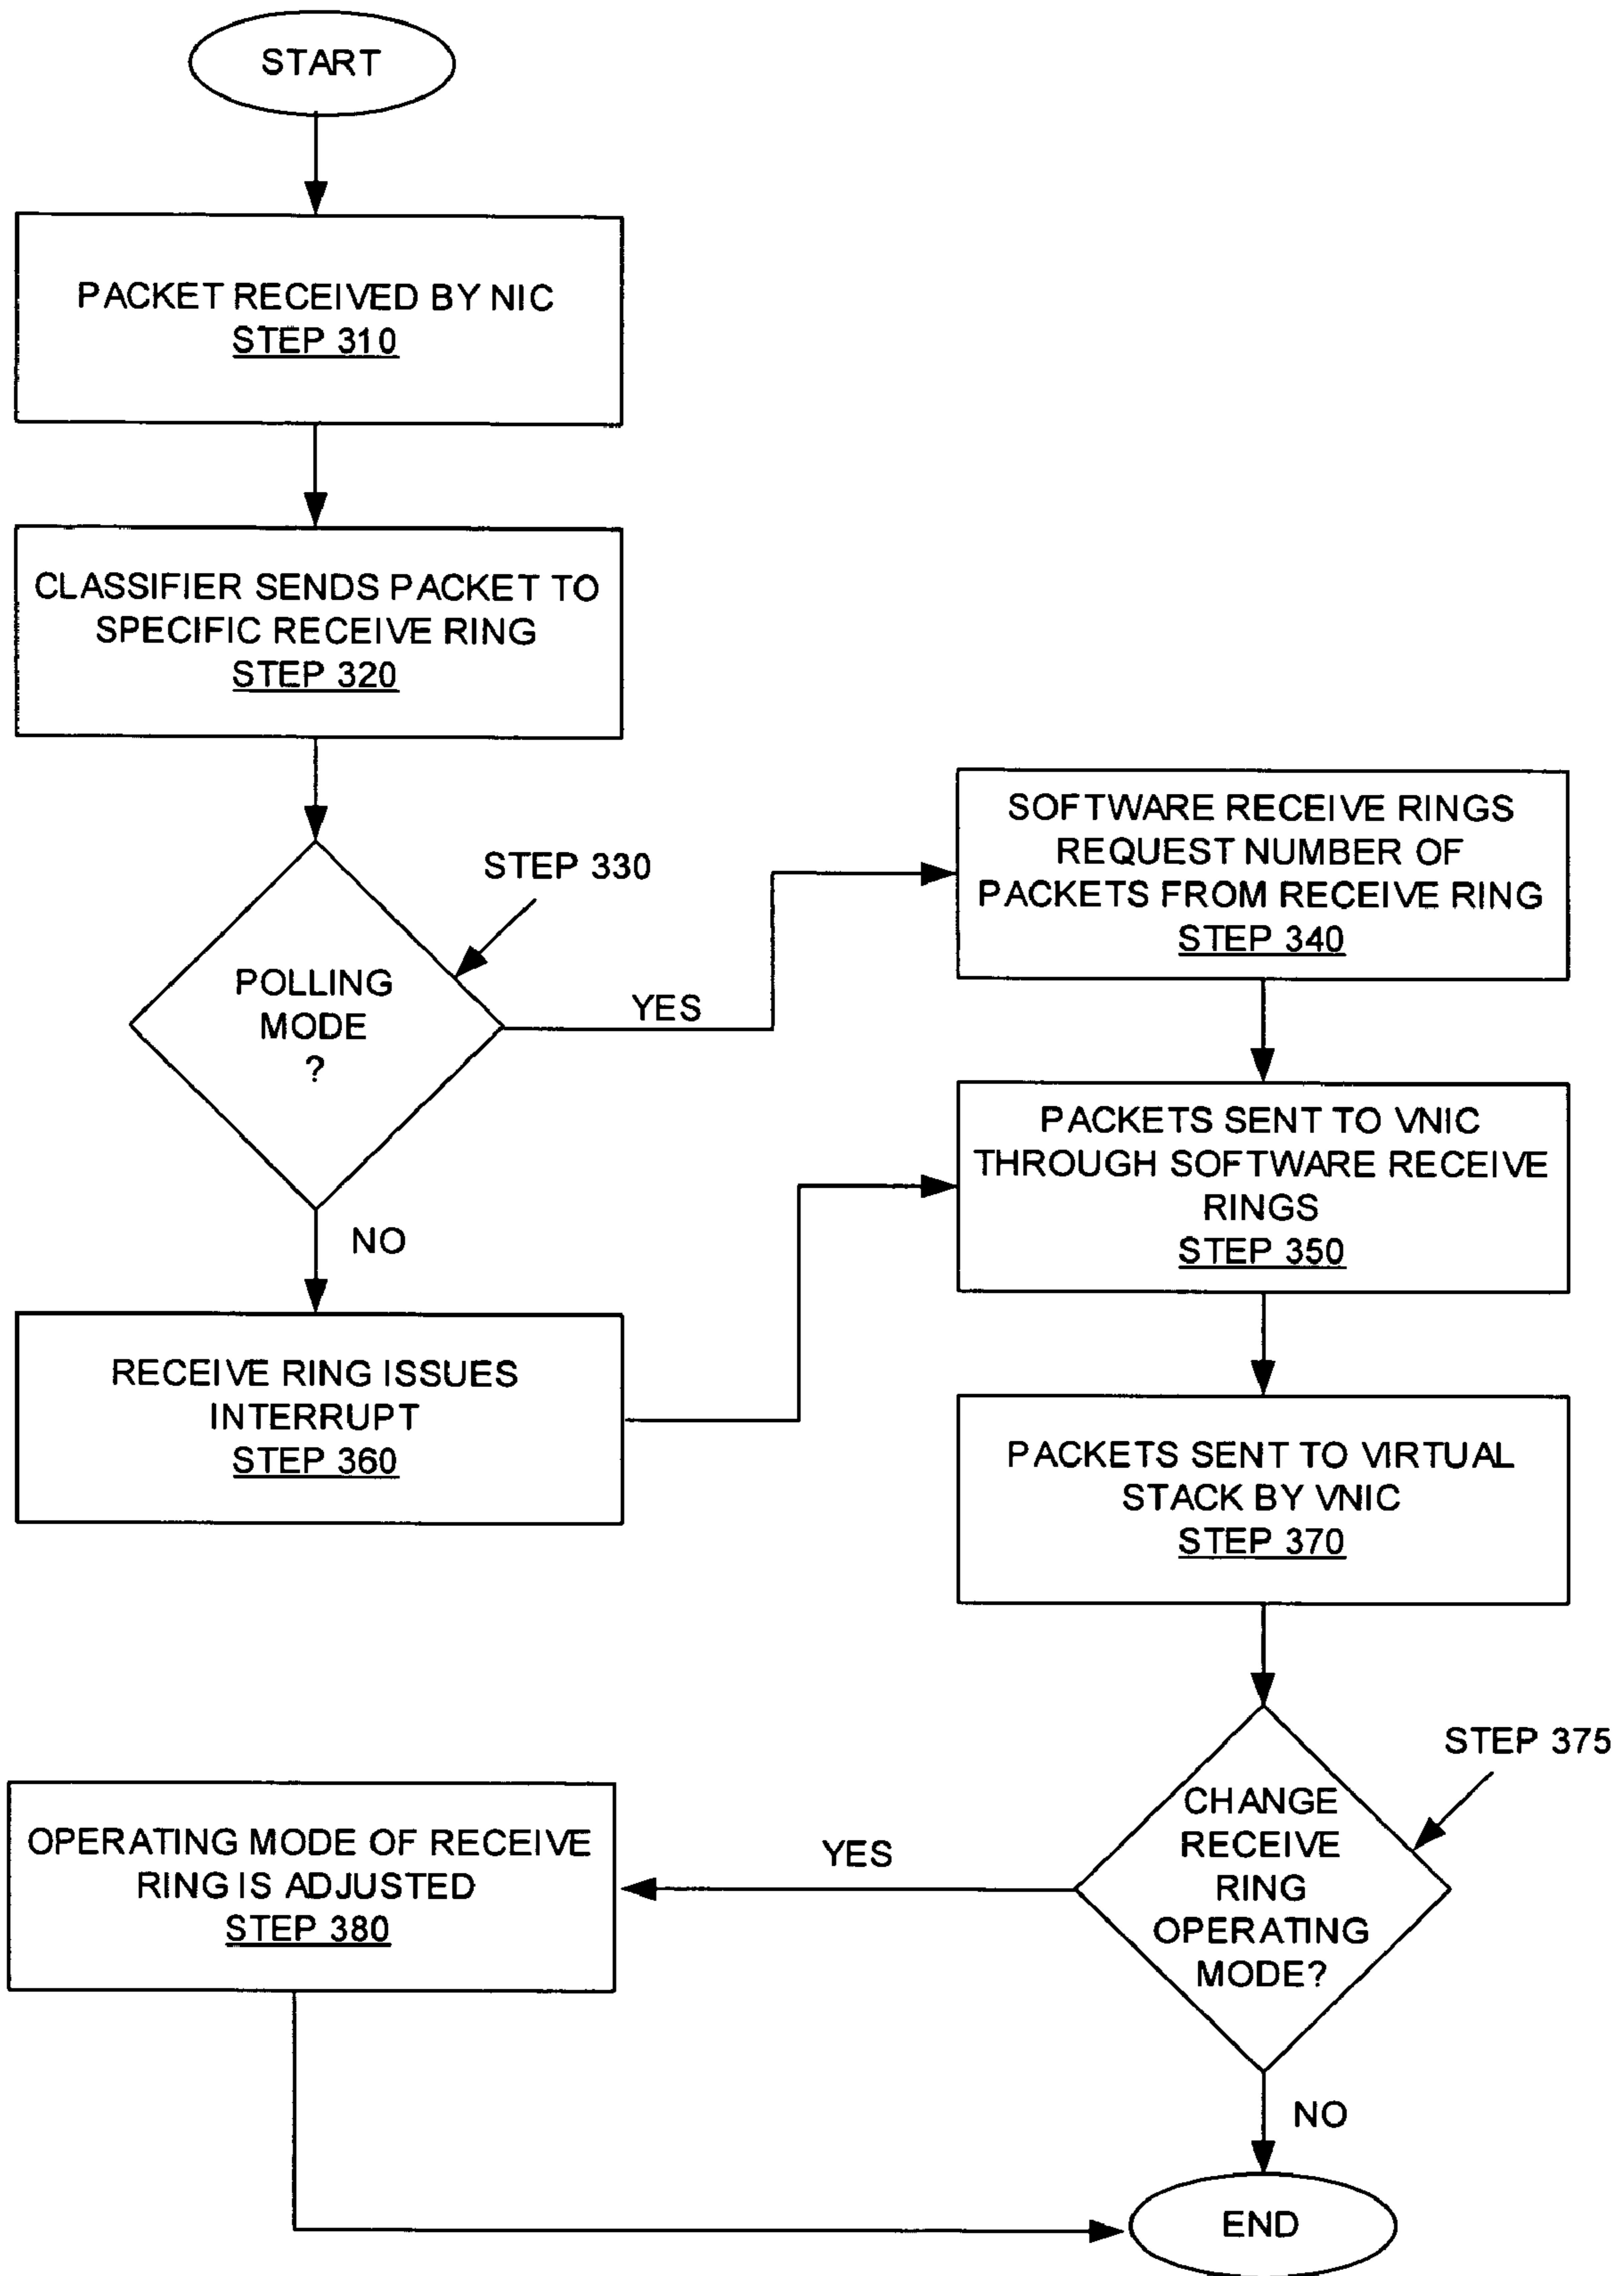 START
PACKET RECEIVED BY NIC
STEP 310
CLASSIFIER SENDS PACKET TO
SPECIFIC RECEIVE RING
STEP 320
STEP 330
POLLING
MODE
?
YES
NO
SOFTWARE RECEIVE RINGS
REQUEST NUMBER OF
PACKETS FROM RECEIVE RING
STEP 340
PACKETS SENT TO VNIC
THROUGH SOFTWARE RECEIVE
RINGS
STEP 350
RECEIVE RING ISSUES
INTERRUPT
STEP 360
PACKETS SENT TO VIRTUAL
STACK BY VNIC
STEP 370
STEP 375
CHANGE
RECEIVE
RING
OPERATING
MODE?
YES
OPERATING MODE OF RECEIVE
RING IS ADJUSTED
STEP 380
NO
END